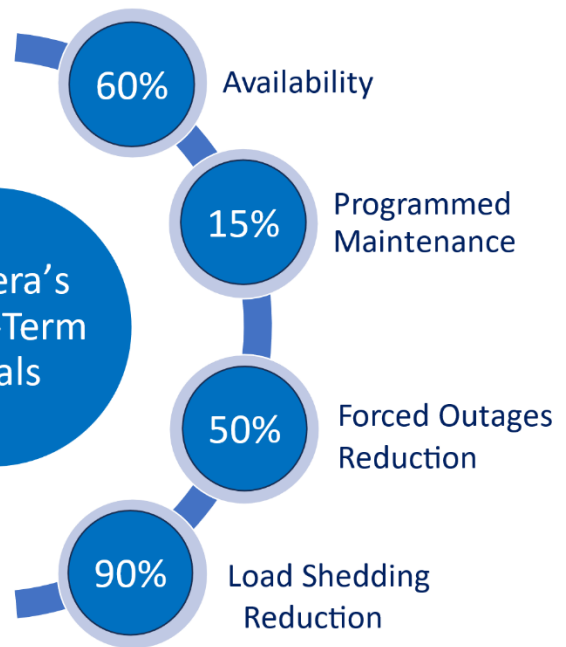 60%
Availability
15%
Programmed
Maintenance
era's
-Term
als
50%
Forced Outages
Reduction
90%
Load Shedding
Reduction